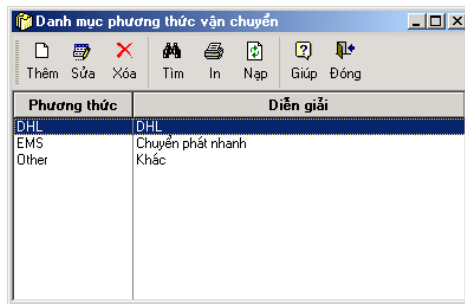 Danh mục phương thức vận chuyển
Thêm Sửa Xóa Tìm In Nạp Giúp Đóng
Phương thức Diễn giải
DHL DHL
EMS Chuyển phát nhanh
Other Khác